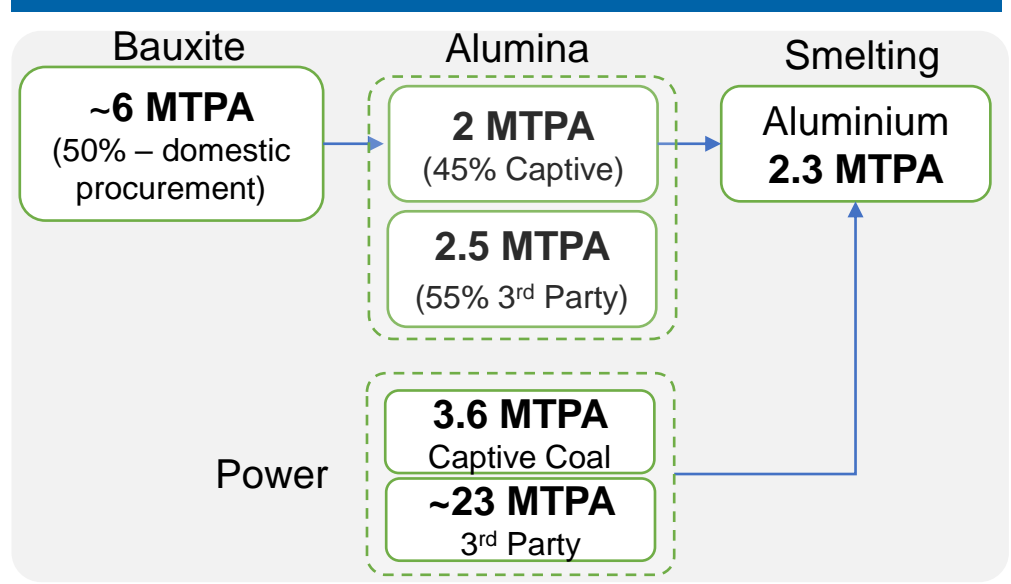 Bauxite
~6 MTPA
(50% – domestic
procurement)
Alumina
2 MTPA
(45% Captive)
2.5 MTPA
(55% 3rd Party)
Smelting
Aluminium
2.3 MTPA
Power
3.6 MTPA
Captive Coal
~23 MTPA
3rd Party